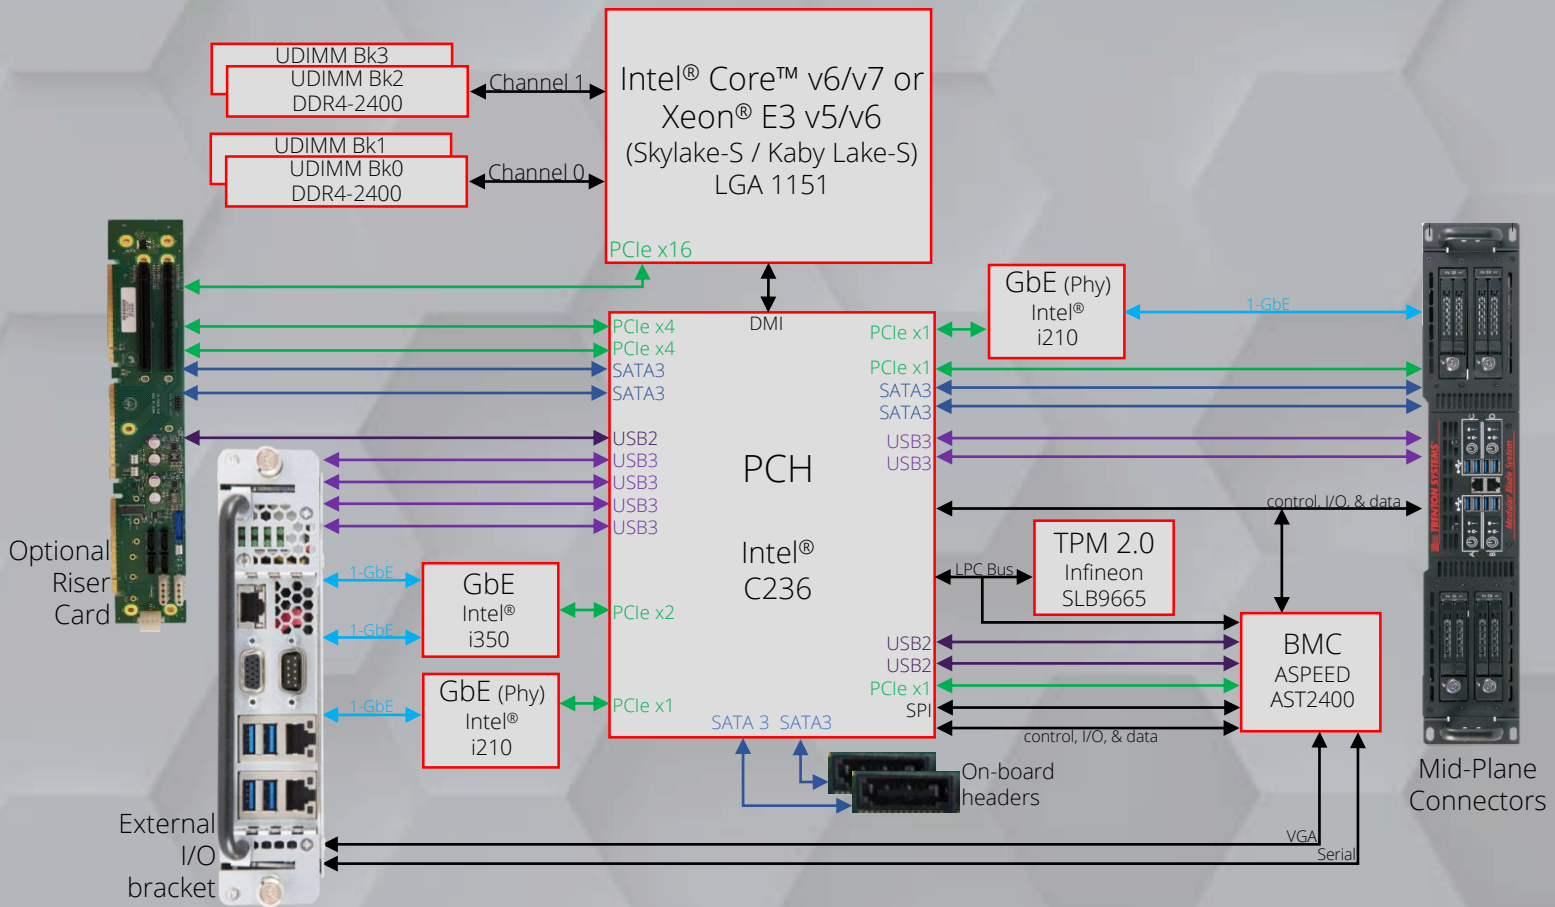 UDIMM Bk3
UDIMM Bk2
DDR4-2400
Channel 1
UDIMM Bk1
UDIMM Bk0
DDR4-2400
Channel 0
Intel® Core™ v6/v7 or
Xeon® E3 v5/v6
(Skylake-S / Kaby Lake-S)
LGA 1151
PCIe x16
DMI
GbE (Phy)
Intel®
i210
1-GbE
PCIe x4
PCIe x4
SATA3
SATA3
USB2
USB3
USB3
USB3
USB3
PCIe x2
PCIe x1
PCH
Intel®
C236
PCIe x1
PCIe x1
SATA3
SATA3
USB3
USB3
control, I/O, & data
LPC Bus
TPM 2.0
Infineon
SLB9665
USB2
USB2
PCIe x1
SPI
control, I/O, & data
BMC
ASPEED
AST2400
SATA 3
SATA3
On-board
headers
Optional
Riser
Card
1-GbE
1-GbE
GbE
Intel®
i350
1-GbE
GbE (Phy)
Intel®
i210
External
I/O
bracket
VGA
Serial
TRENTON SYSTEMS
Modular Blade System
Mid-Plane
Connectors